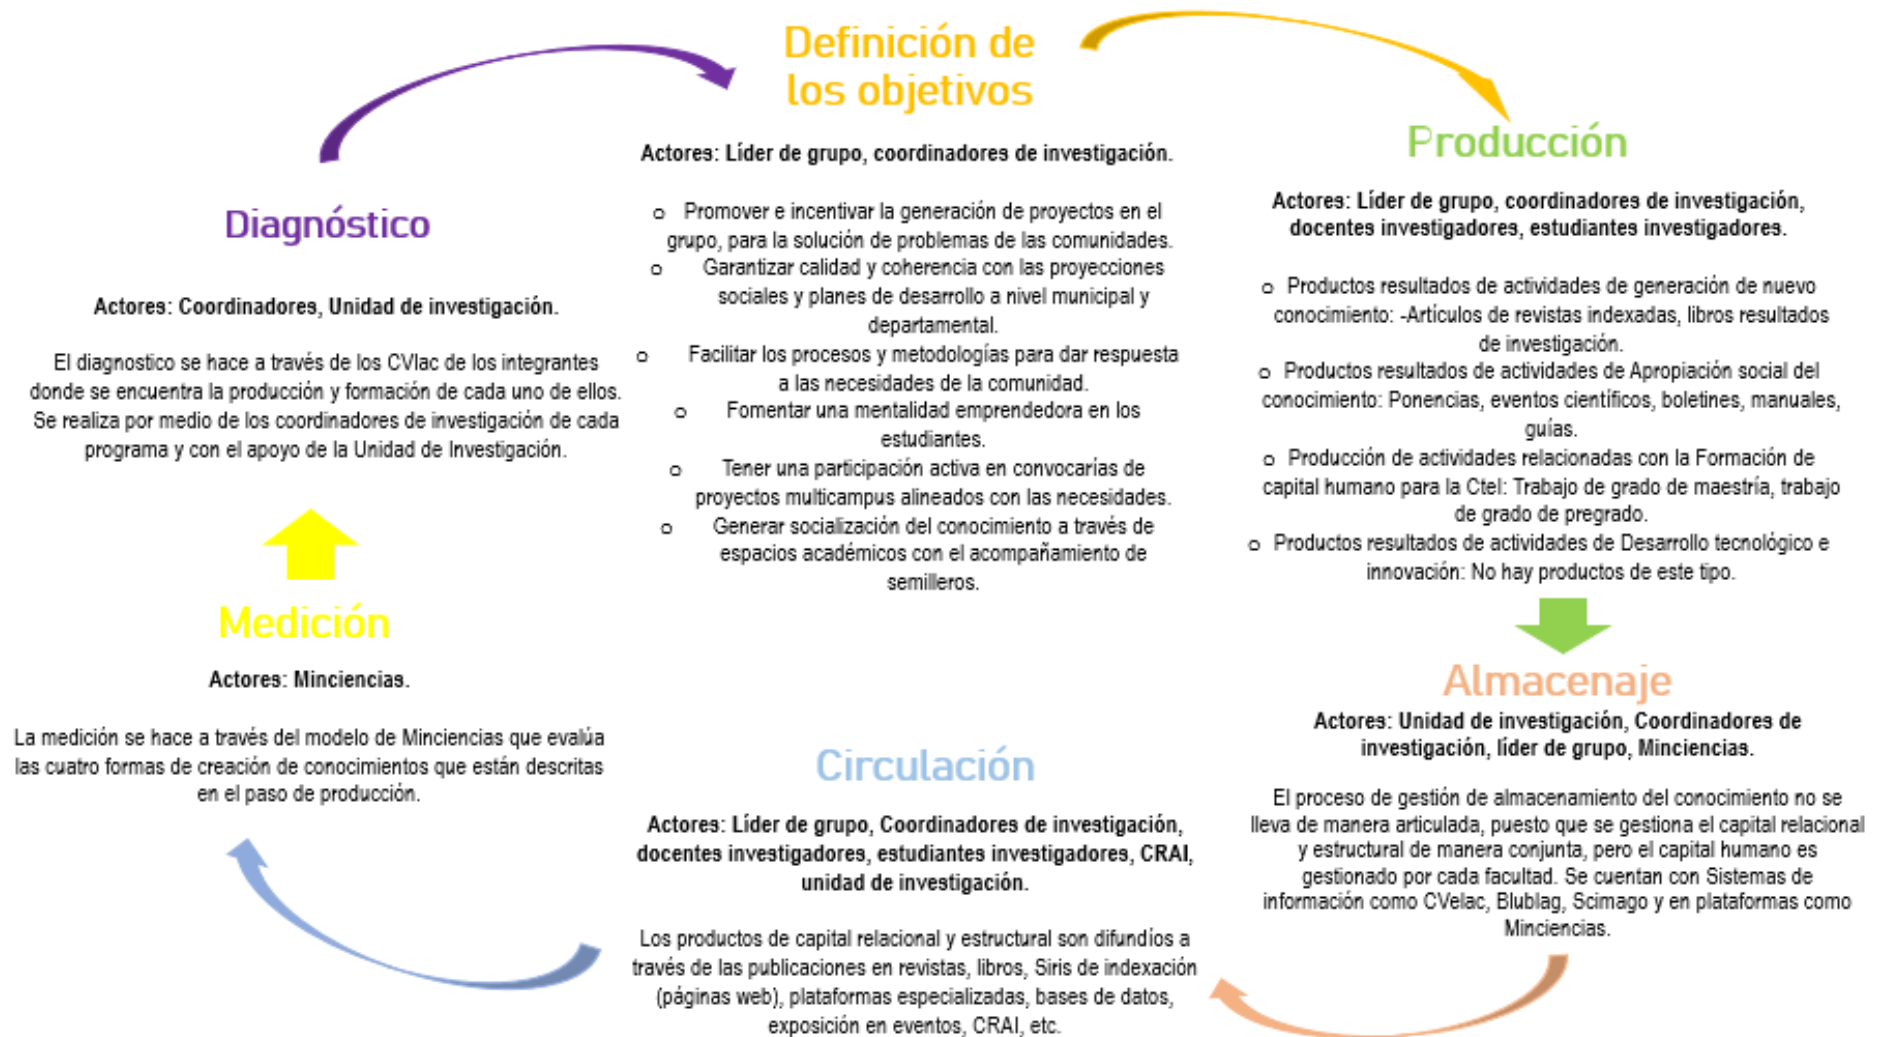 Diagnóstico
Actores: Coordinadores, Unidad de investigación.
El diagnostico se hace a través de los CVlac de los integrantes
donde se encuentra la producción y formación de cada uno de ellos.
Se realiza por medio de los coordinadores de investigación de cada
programa y con el apoyo de la Unidad de Investigación.
Definición de
los objetivos
Actores: Líder de grupo, coordinadores de investigación.
o Promover e incentivar la generación de proyectos en el
grupo, para la solución de problemas de las comunidades.
o Garantizar calidad y coherencia con las proyecciones
sociales y planes de desarrollo a nivel municipal y
departamental.
o Facilitar los procesos y metodologías para dar respuesta
a las necesidades de la comunidad.
o Fomentar una mentalidad emprendedora en los
estudiantes.
o Tener una participación activa en convocarías de
proyectos multicampus alineados con las necesidades.
o Generar socialización del conocimiento a través de
espacios académicos con el acompañamiento de
semilleros.
Producción
Actores: Líder de grupo, coordinadores de investigación,
docentes investigadores, estudiantes investigadores.
o Productos resultados de actividades de generación de nuevo
conocimiento: -Artículos de revistas indexadas, libros resultados
de investigación.
o Productos resultados de actividades de Apropiación social del
conocimiento: Ponencias, eventos científicos, boletines, manuales,
guías.
o Producción de actividades relacionadas con la Formación de
capital humano para la CteI: Trabajo de grado de maestría, trabajo
de grado de pregrado.
o Productos resultados de actividades de Desarrollo tecnológico e
innovación: No hay productos de este tipo.
Almacenaje
Actores: Unidad de investigación, Coordinadores de
investigación, líder de grupo, Minciencias.
El proceso de gestión de almacenamiento del conocimiento no se
lleva de manera articulada, puesto que se gestiona el capital relacional
y estructural de manera conjunta, pero el capital humano es
gestionado por cada facultad. Se cuentan con Sistemas de
información como CVelac, Blublag, Scimago y en plataformas como
Minciencias.
Circulación
Actores: Líder de grupo, Coordinadores de investigación,
docentes investigadores, estudiantes investigadores, CRAI,
unidad de investigación.
Los productos de capital relacional y estructural son difundíos a
través de las publicaciones en revistas, libros, Siris de indexación
(páginas web), plataformas especializadas, bases de datos,
exposición en eventos, CRAI, etc.
Medición
Actores: Minciencias.
La medición se hace a través del modelo de Minciencias que evalúa
las cuatro formas de creación de conocimientos que están descritas
en el paso de producción.